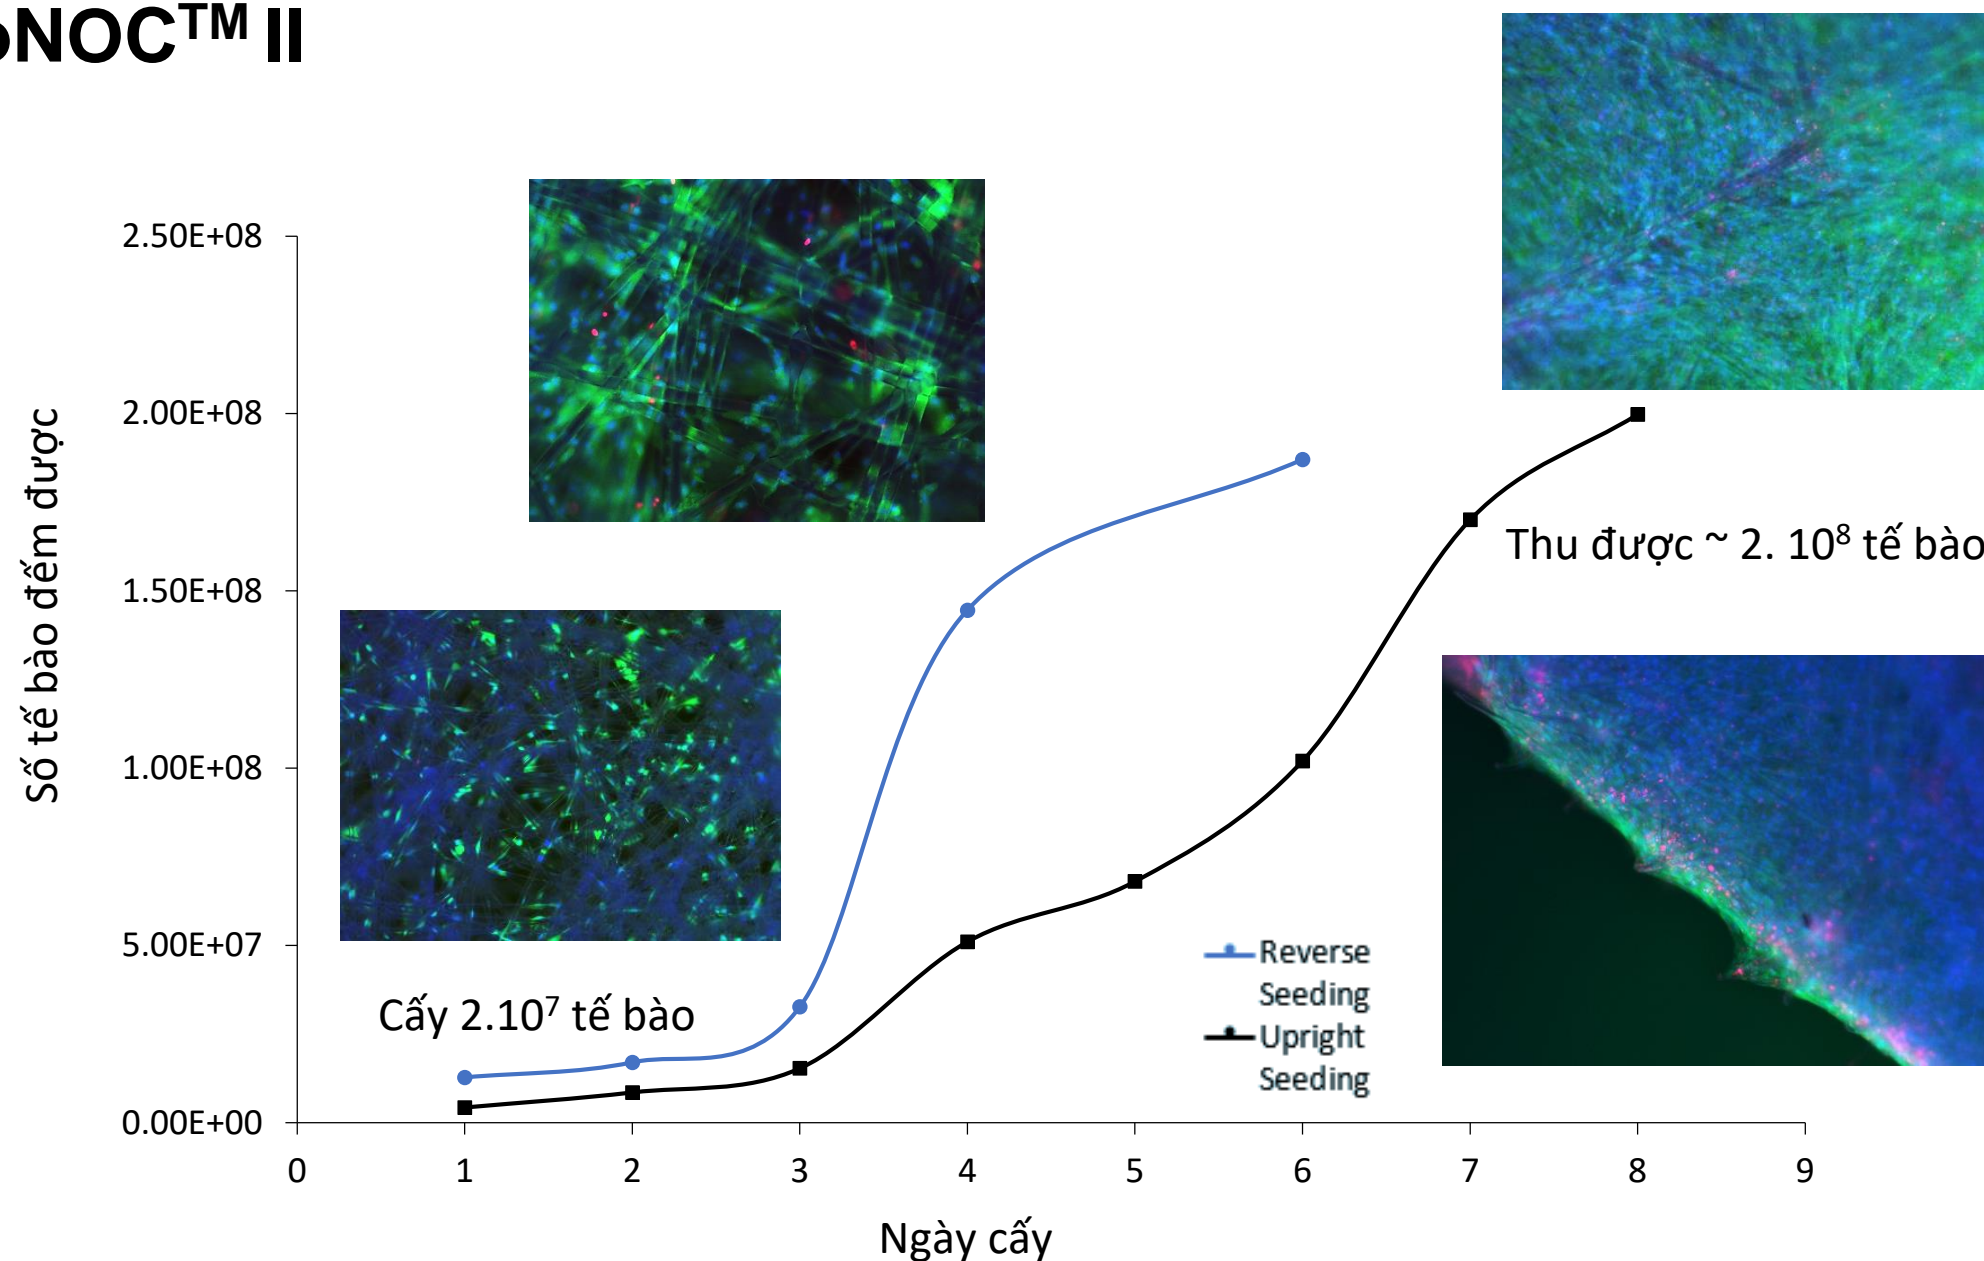 oNOC™ II
2.50E+08
2.00E+08
1.50E+08
1.00E+08
5.00E+07
0.00E+00
Số tế bào đếm được
Thu được ~ 2. 10⁸ tế bào
Cấy 2.10⁷ tế bào
Reverse
Seeding
Upright
Seeding
0 1 2 3 4 5 6 7 8 9
Ngày cấy